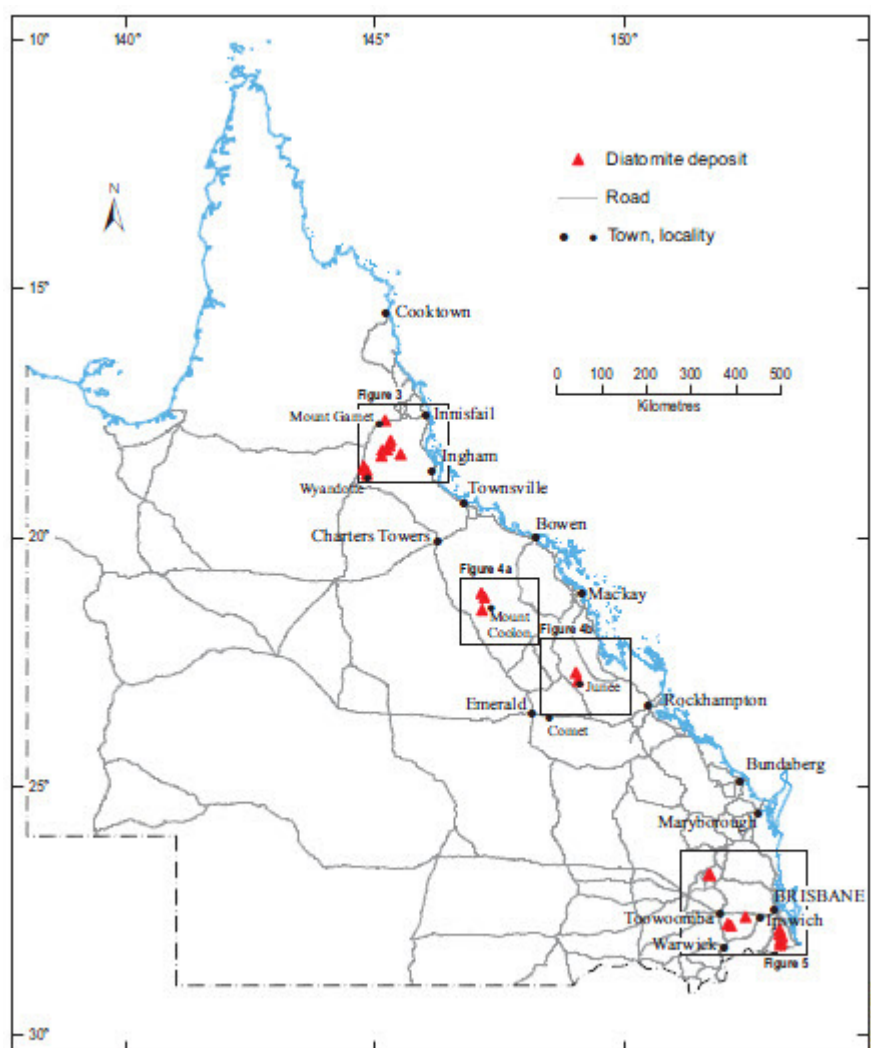 140°
145°
150°
10°
Diatomite deposit
N
Road
Town, locality
15°
Cooktown
0 100 200 300 400 500
Kilometres
Figure 3
Mount Garnet
Innisfail
Ingham
Wyandotte
Townsville
Bowen
20°
Charters Towers
Figure 4a
Mackay
Mount
Coolon
Figure 4b
Junee
Emerald
Rockhampton
Comet
25°
Bundaberg
Maryborough
BRISBANE
Toowoomba
Ipswich
Warwick
Figure 5
30°